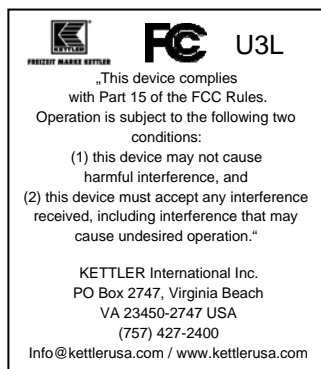 KETTLER
FREIZEIT MARKE KETTLER
FC U3L
„This device complies
with Part 15 of the FCC Rules.
Operation is subject to the following two
conditions:
(1) this device may not cause
harmful interference, and
(2) this device must accept any interference
received, including interference that may
cause undesired operation.“
KETTLER International Inc.
PO Box 2747, Virginia Beach
VA 23450-2747 USA
(757) 427-2400
Info@kettlerusa.com / www.kettlerusa.com